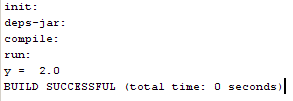 init:
deps-jar:
compile:
run:
y =  2.0
BUILD SUCCESSFUL (total time: 0 seconds)